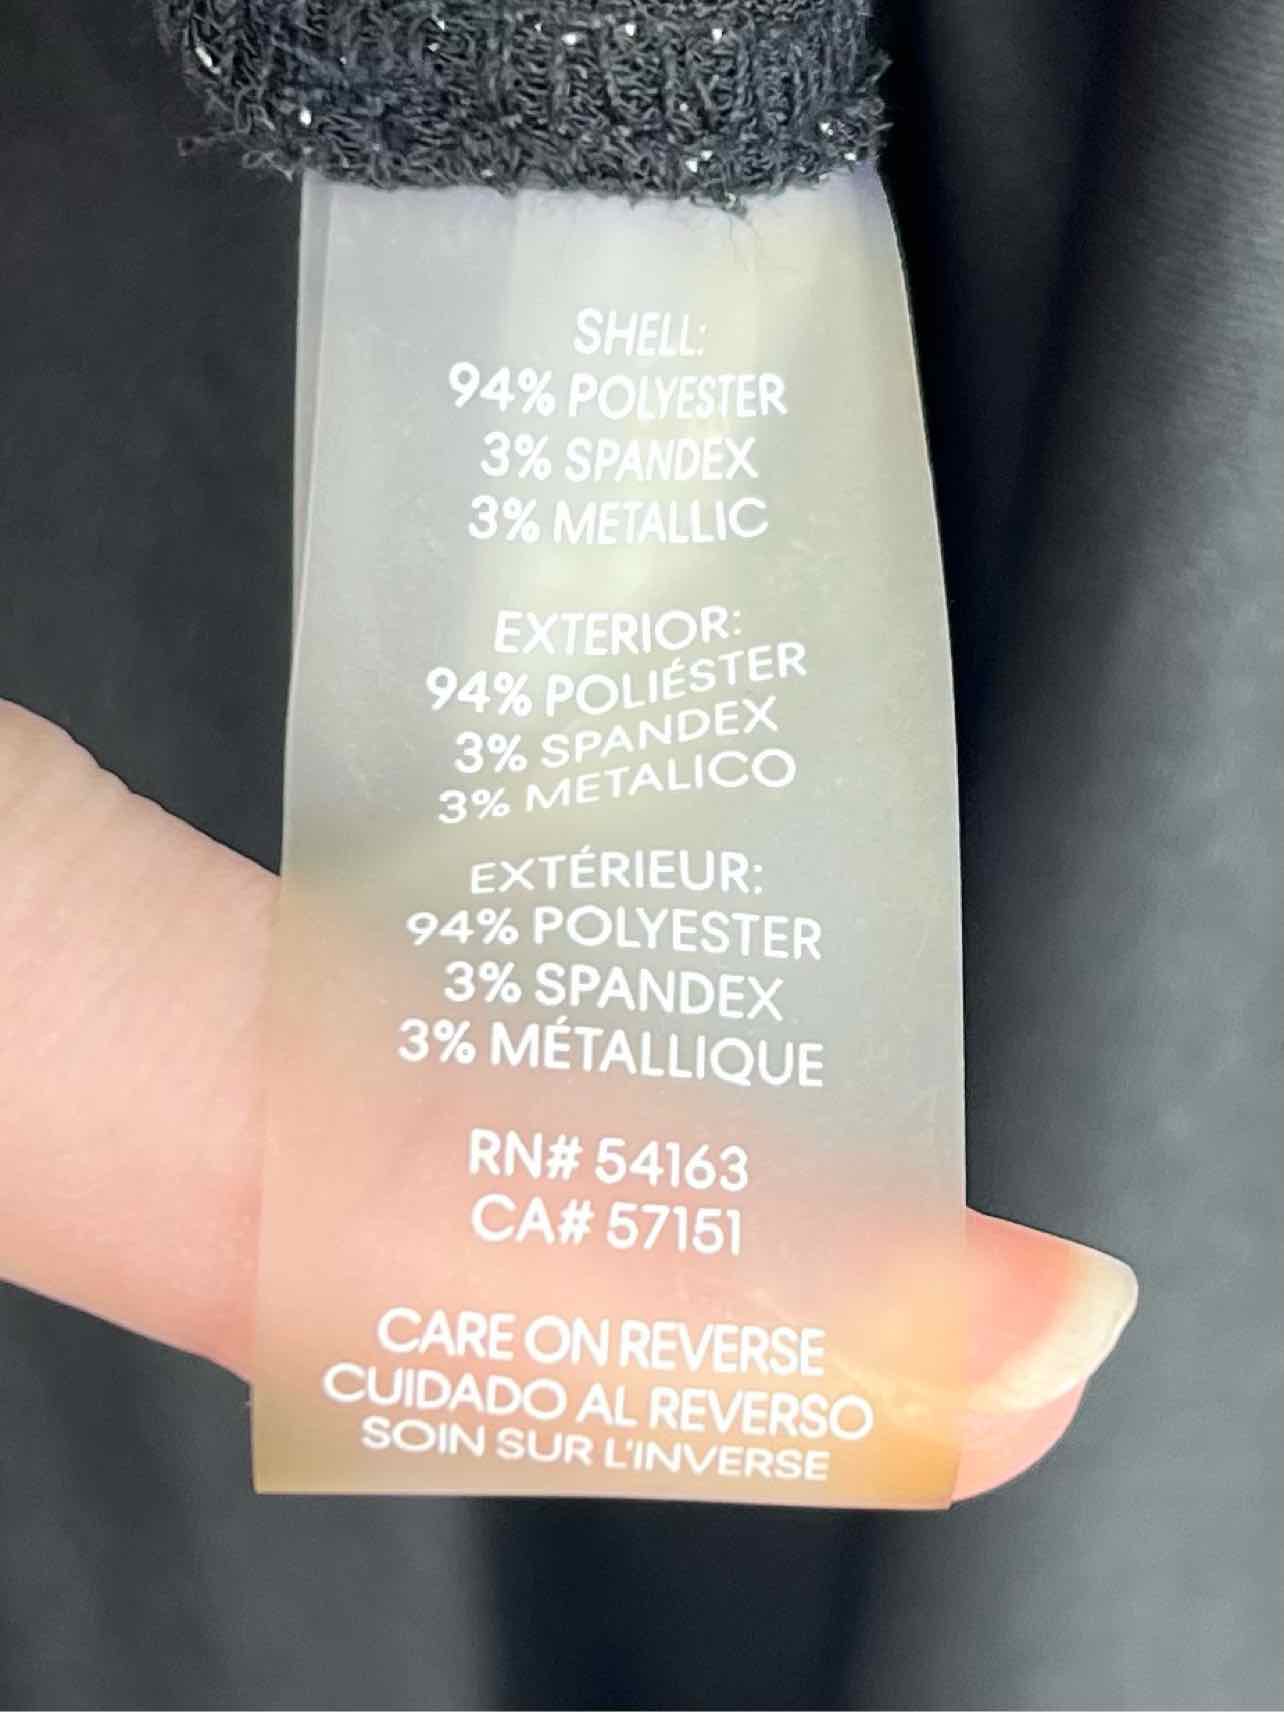 SHELL:
94% POLYESTER
3% SPANDEX
3% METALLIC
EXTERIOR:
94% POLIÉSTER
3% SPANDEX
3% METALICO
EXTÉRIEUR:
94% POLYESTER
3% SPANDEX
3% MÉTALLIQUE
RN# 54163
CA# 57151
CARE ON REVERSE
CUIDADO AL REVERSO
SOIN SUR L'INVERSE